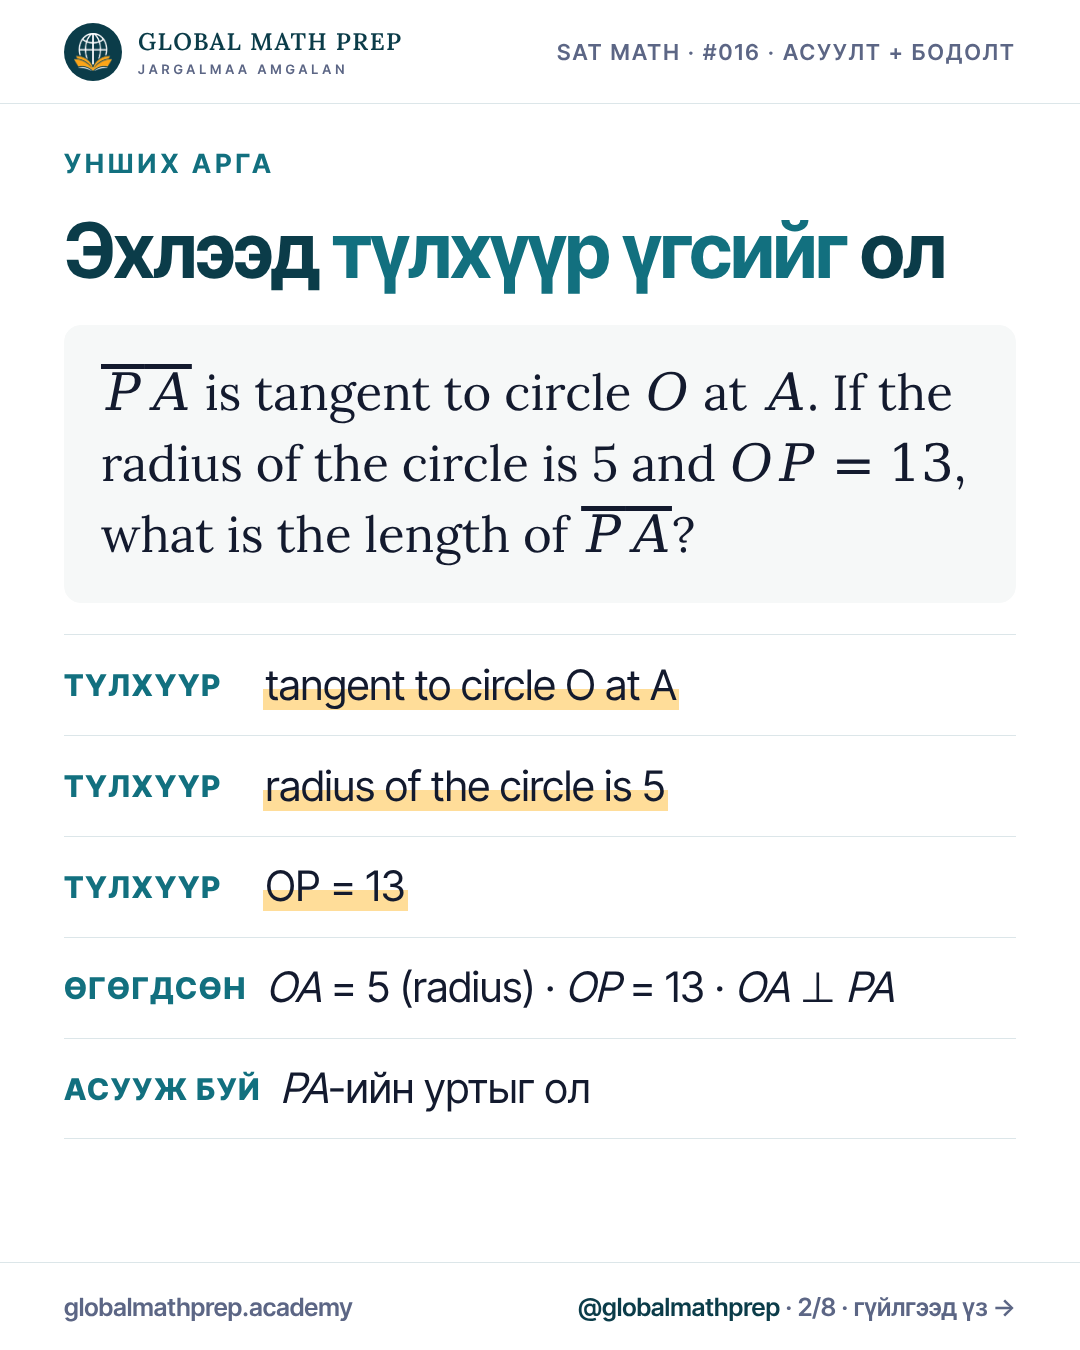 GLOBAL MATH PREP
JARGALMAA AMGALAN
SAT MATH · #016 · АСУУЛТ + БОДОЛТ
УНШИХ АРГА
Эхлээд түлхүүр үгсийг ол
P̅A̅ is tangent to circle O at A. If the
radius of the circle is 5 and OP = 13,
what is the length of P̅A̅?
ТҮЛХҮҮР tangent to circle O at A
ТҮЛХҮҮР radius of the circle is 5
ТҮЛХҮҮР OP = 13
ӨГӨГДСӨН OA = 5 (radius) · OP = 13 · OA ⊥ PA
АСУУЖ БУЙ PA-ийн уртыг ол
globalmathprep.academy
@globalmathprep · 2/8 · гүйлгээд үз →